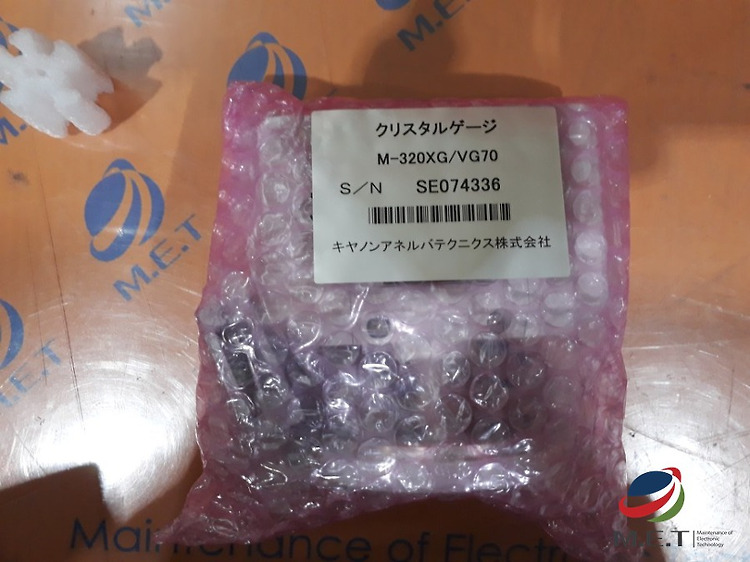 M.E.T
クリスタルゲージ
M-320XG/VG70
S/N SE074336
キヤノンアネルバテクニクス株式会社
M.E.T
M.E.T
Maintenance of Electr
M.E.T
Maintenance of
Electronic
Technology